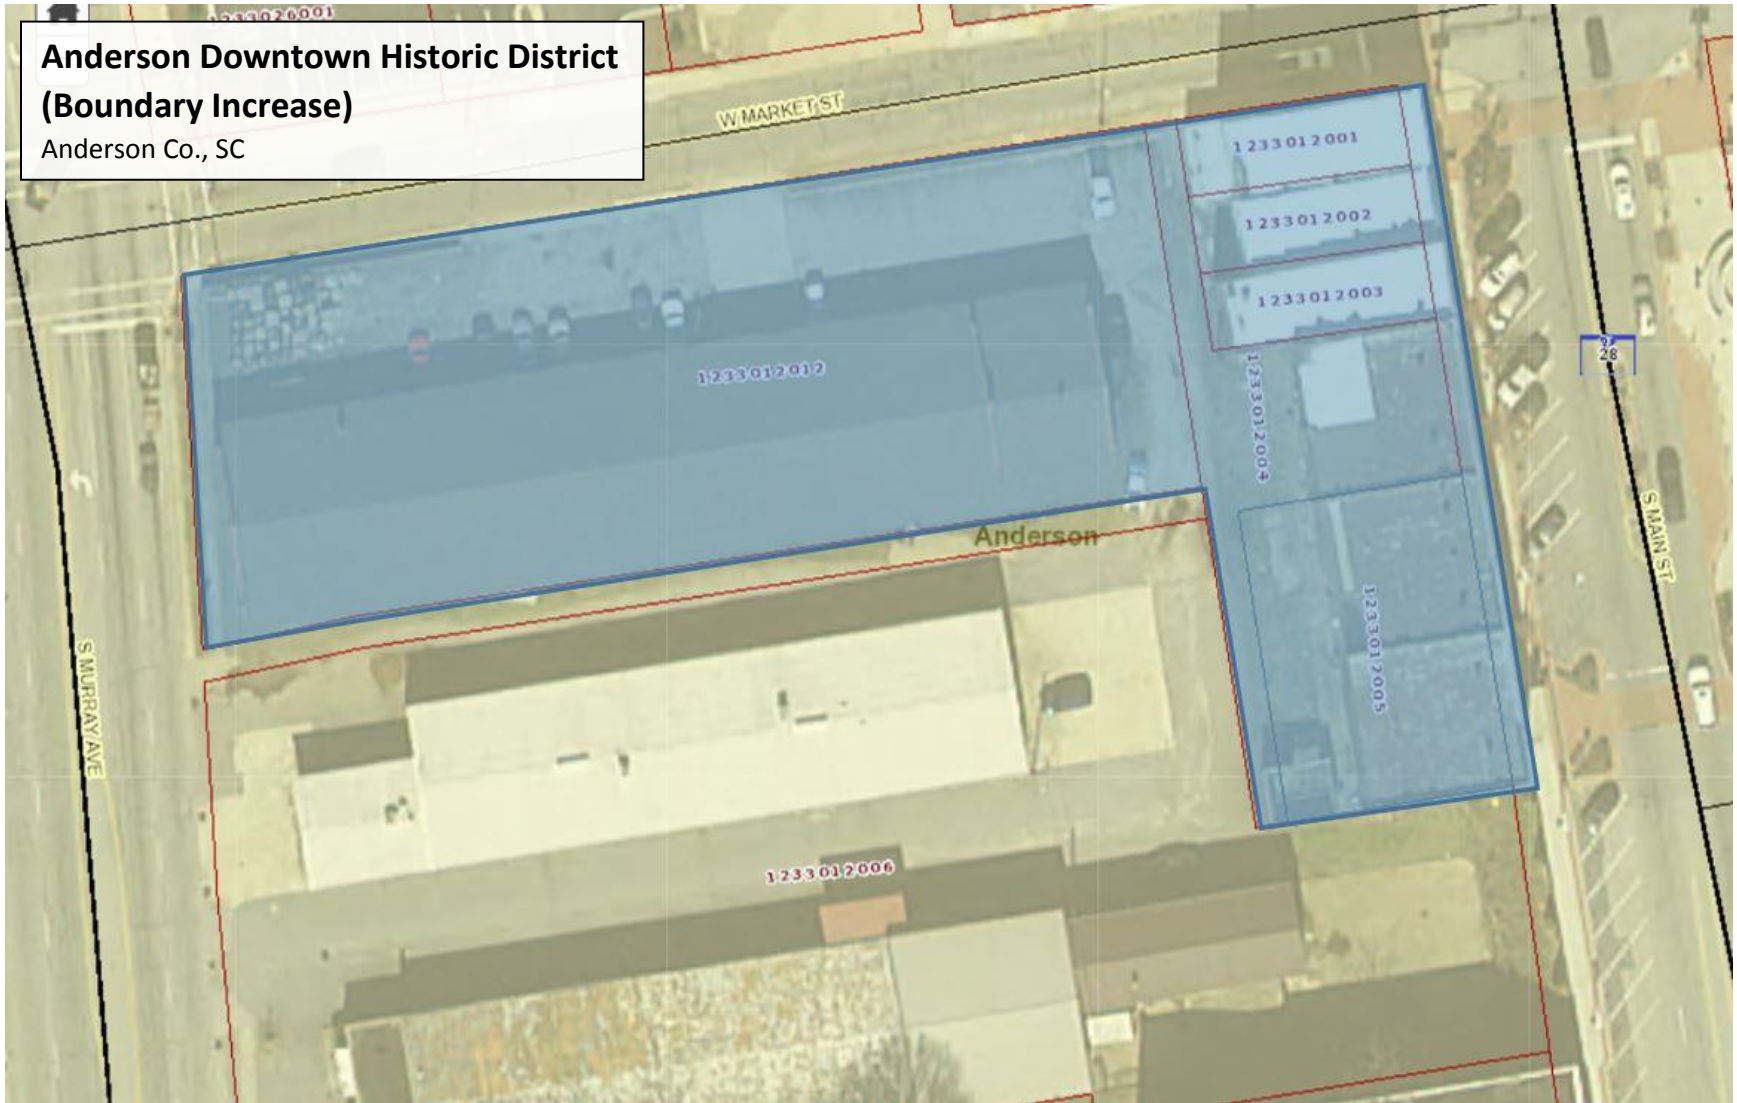 1233026001
Anderson Downtown Historic District
(Boundary Increase)
Anderson Co., SC
W MARKET ST
1233012001
1233012002
1233012003
1233012012
1233012004
28
Anderson
S MAIN ST
1233012005
S MURRAY AVE
1233012006